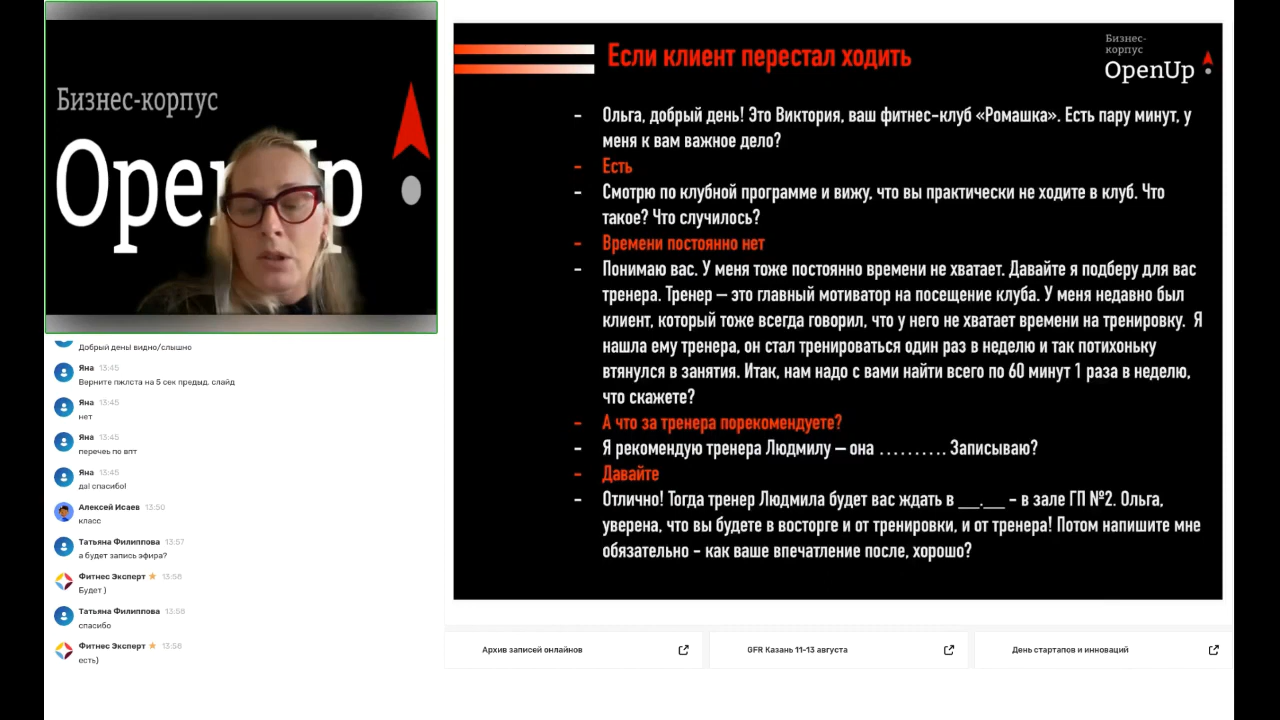 Бизнес-корпус
Добрый день! видно/слышно
Яна 13:45
Верните пжлста на 5 сек предыд. слайд
Яна 13:45
нет
Яна 13:45
перечеь по впт
Яна 13:45
да! спасибо!
Алексей Исаев 13:50
класс
Татьяна Филиппова 13:57
а будет запись эфира?
Фитнес Эксперт 13:58
Будет )
Татьяна Филиппова 13:58
спасибо
Фитнес Эксперт 13:58
есть)
Если клиент перестал ходить
Бизнес-
корпус
OpenUp
- Ольга, добрый день! Это Виктория, ваш фитнес-клуб «Ромашка». Есть пару минут, у
меня к вам важное дело?
- Есть
- Смотрю по клубной программе и вижу, что вы практически не ходите в клуб. Что
такое? Что случилось?
- Времени постоянно нет
- Понимаю вас. У меня тоже постоянно времени не хватает. Давайте я подберу для вас
тренера. Тренер – это главный мотиватор на посещение клуба. У меня недавно был
клиент, который тоже всегда говорил, что у него не хватает времени на тренировку. Я
нашла ему тренера, он стал тренироваться один раз в неделю и так потихоньку
втянулся в занятия. Итак, нам надо с вами найти всего по 60 минут 1 раза в неделю,
что скажете?
- А что за тренера порекомендуете?
- Я рекомендую тренера Людмилу – она .......... Записываю?
- Давайте
- Отлично! Тогда тренер Людмила будет вас ждать в __.__ - в зале ГП №2. Ольга,
уверена, что вы будете в восторге и от тренировки, и от тренера! Потом напишите мне
обязательно - как ваше впечатление после, хорошо?
Архив записей онлайнов
GFR Казань 11-13 августа
День стартапов и инноваций